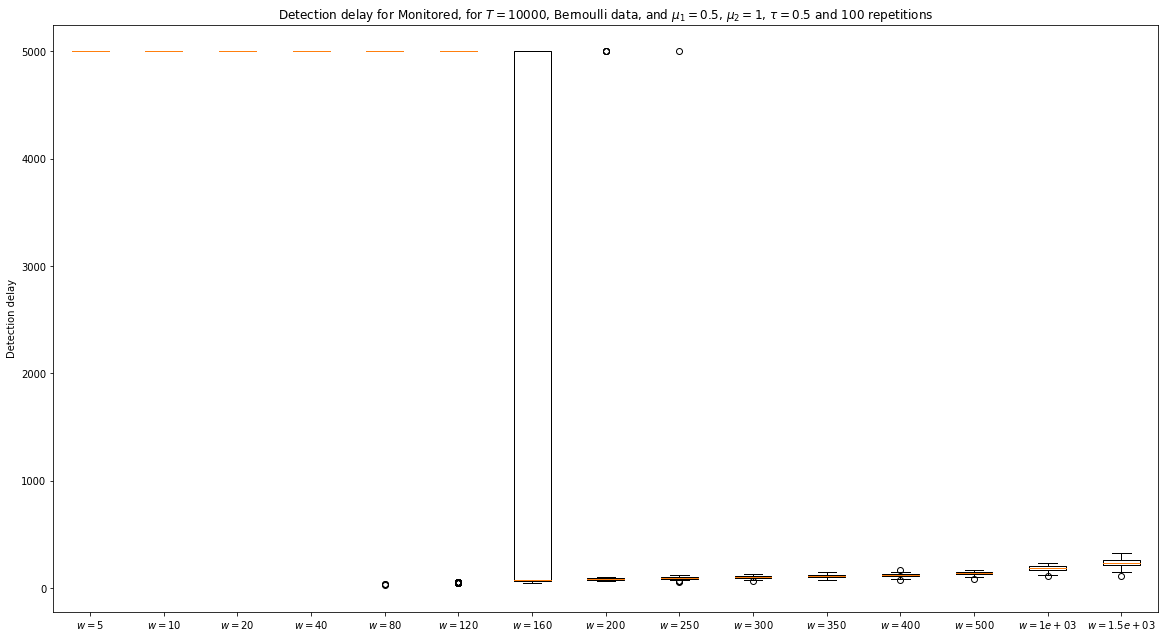 Detection delay for Monitored, for T = 10000, Bernoulli data, and μ₁ = 0.5, μ₂ = 1, τ = 0.5 and 100 repetitions
Detection delay
5000
4000
3000
2000
1000
0
w = 5 w = 10 w = 20 w = 40 w = 80 w = 120 w = 160 w = 200 w = 250 w = 300 w = 350 w = 400 w = 500 w = 1e + 03 w = 1.5e + 03